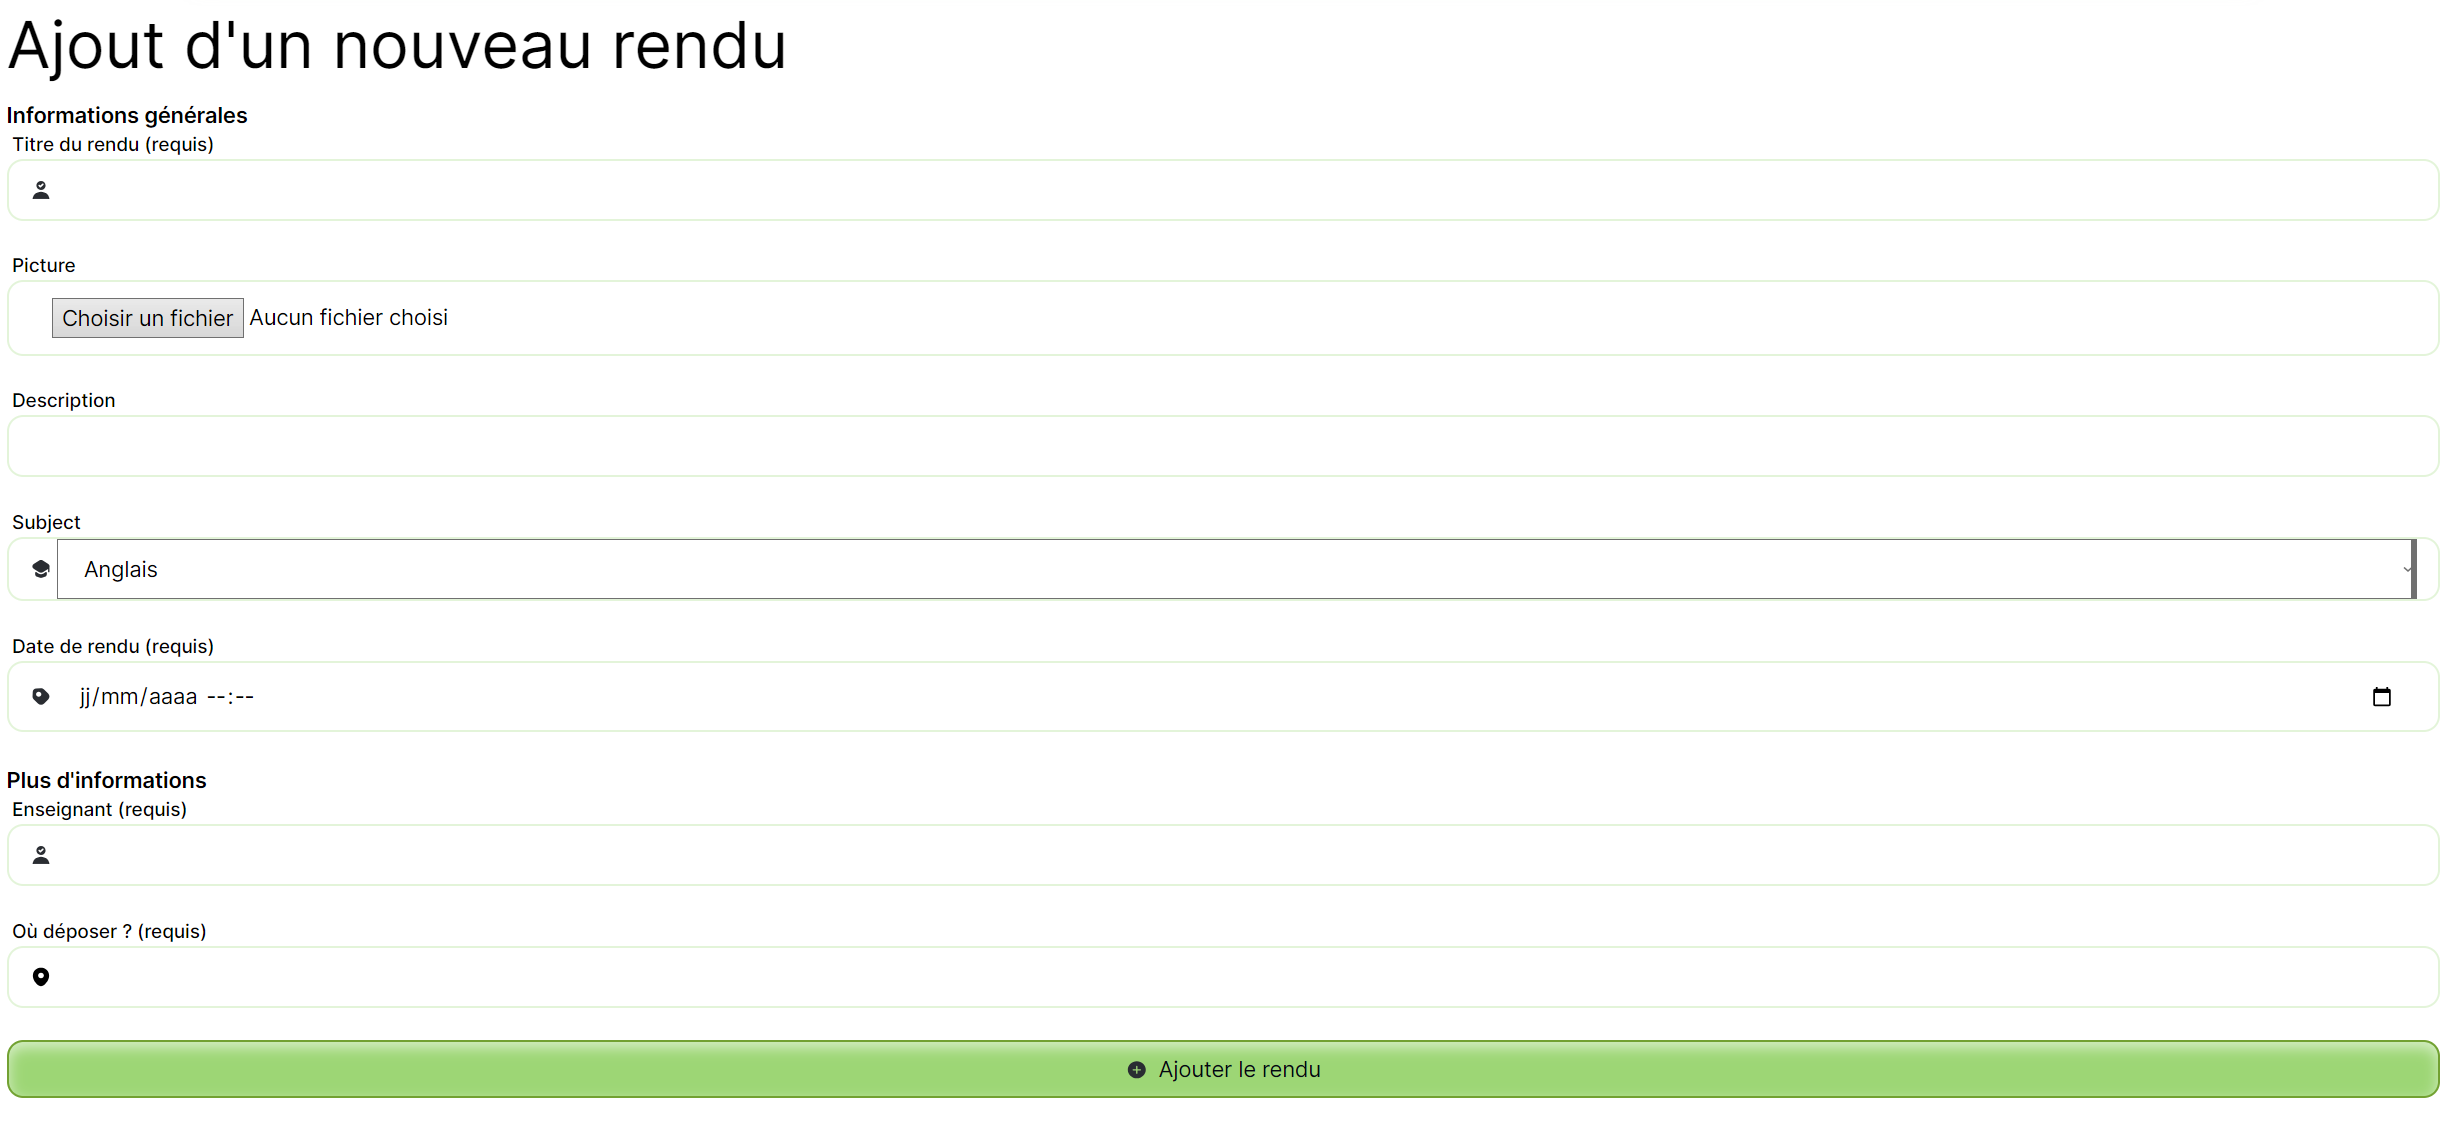 Ajout d'un nouveau rendu
Informations générales
Titre du rendu (requis)
Picture
Choisir un fichier Aucun fichier choisi
Description
Subject
Anglais
Date de rendu (requis)
jj/mm/aaaa --:--
Plus d'informations
Enseignant (requis)
Où déposer ? (requis)
Ajouter le rendu